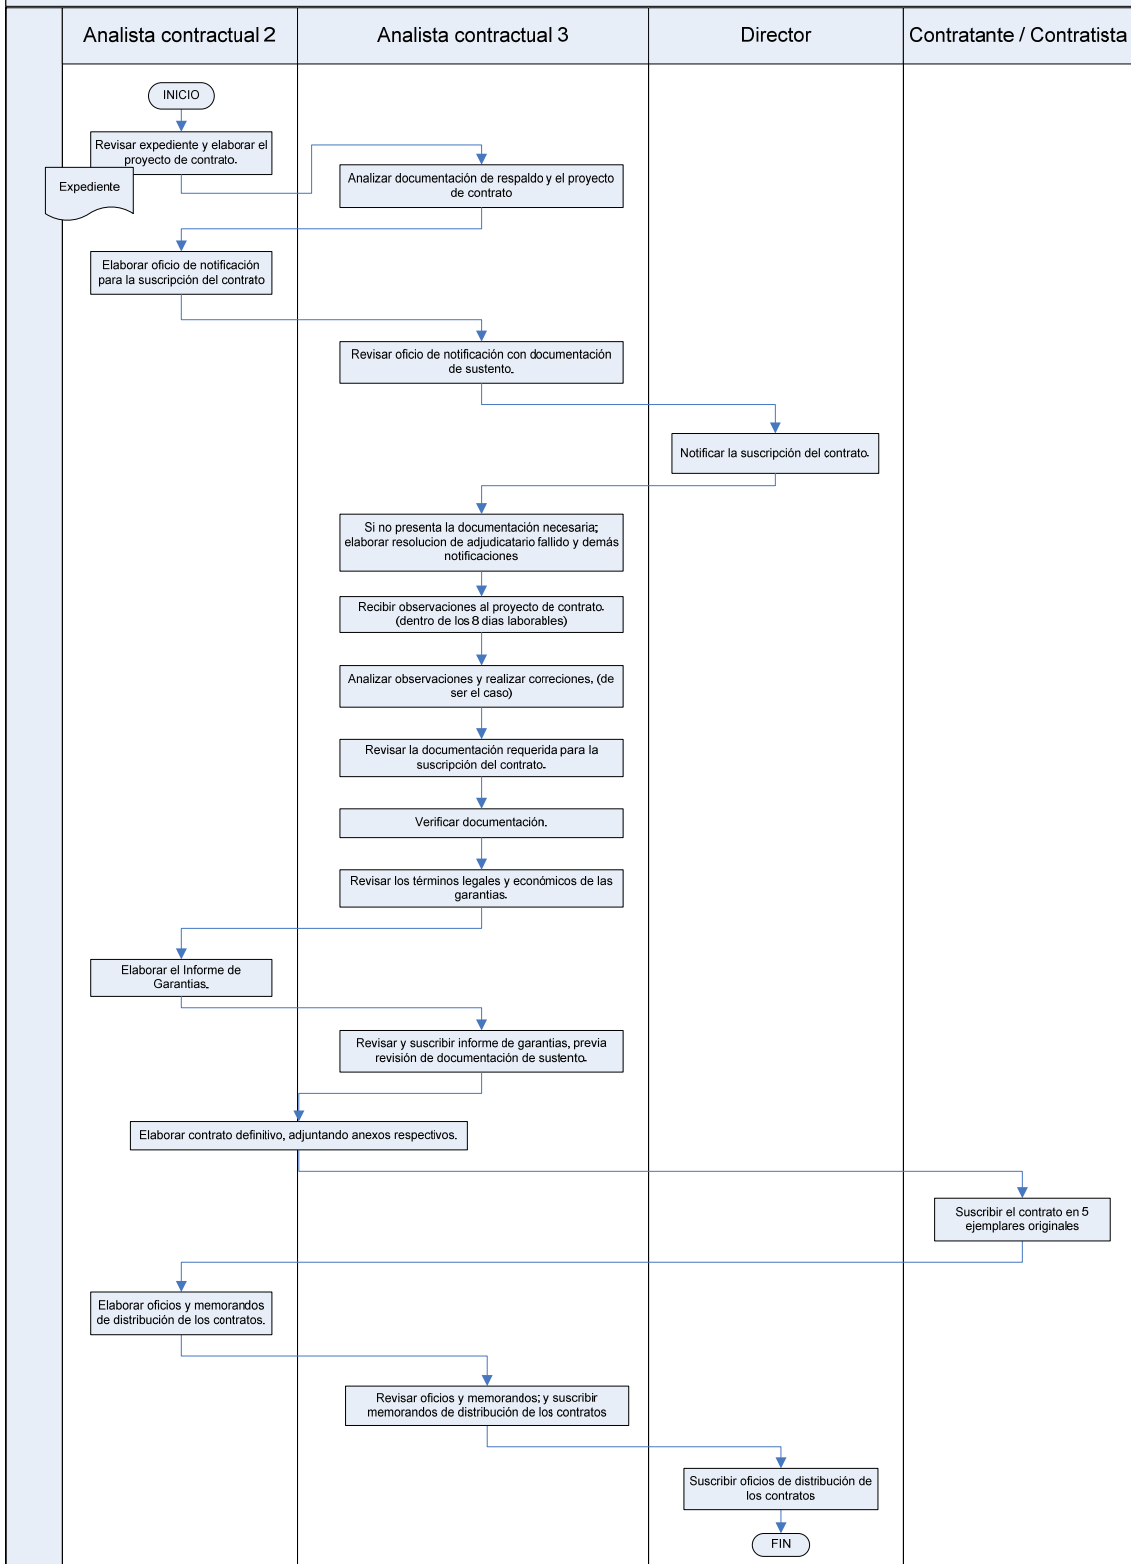 Analista contractual 2
Analista contractual 3
Director
Contratante / Contratista
INICIO
Revisar expediente y elaborar el
proyecto de contrato.
Expediente
Analizar documentación de respaldo y el proyecto
de contrato
Elaborar oficio de notificación
para la suscripción del contrato
Revisar oficio de notificación con documentación
de sustento.
Notificar la suscripción del contrato.
Si no presenta la documentación necesaria;
elaborar resolucion de adjudicatario fallido y demás
notificaciones
Recibir observaciones al proyecto de contrato.
(dentro de los 8 dias laborables)
Analizar observaciones y realizar correciones, (de
ser el caso)
Revisar la documentación requerida para la
suscripción del contrato.
Verificar documentación.
Revisar los términos legales y económicos de las
garantias.
Elaborar el Informe de
Garantias.
Revisar y suscribir informe de garantias, previa
revisión de documentación de sustento.
Elaborar contrato definitivo, adjuntando anexos respectivos.
Suscribir el contrato en 5
ejemplares originales
Elaborar oficios y memorandos
de distribución de los contratos.
Revisar oficios y memorandos; y suscribir
memorandos de distribución de los contratos
Suscribir oficios de distribución de
los contratos
FIN